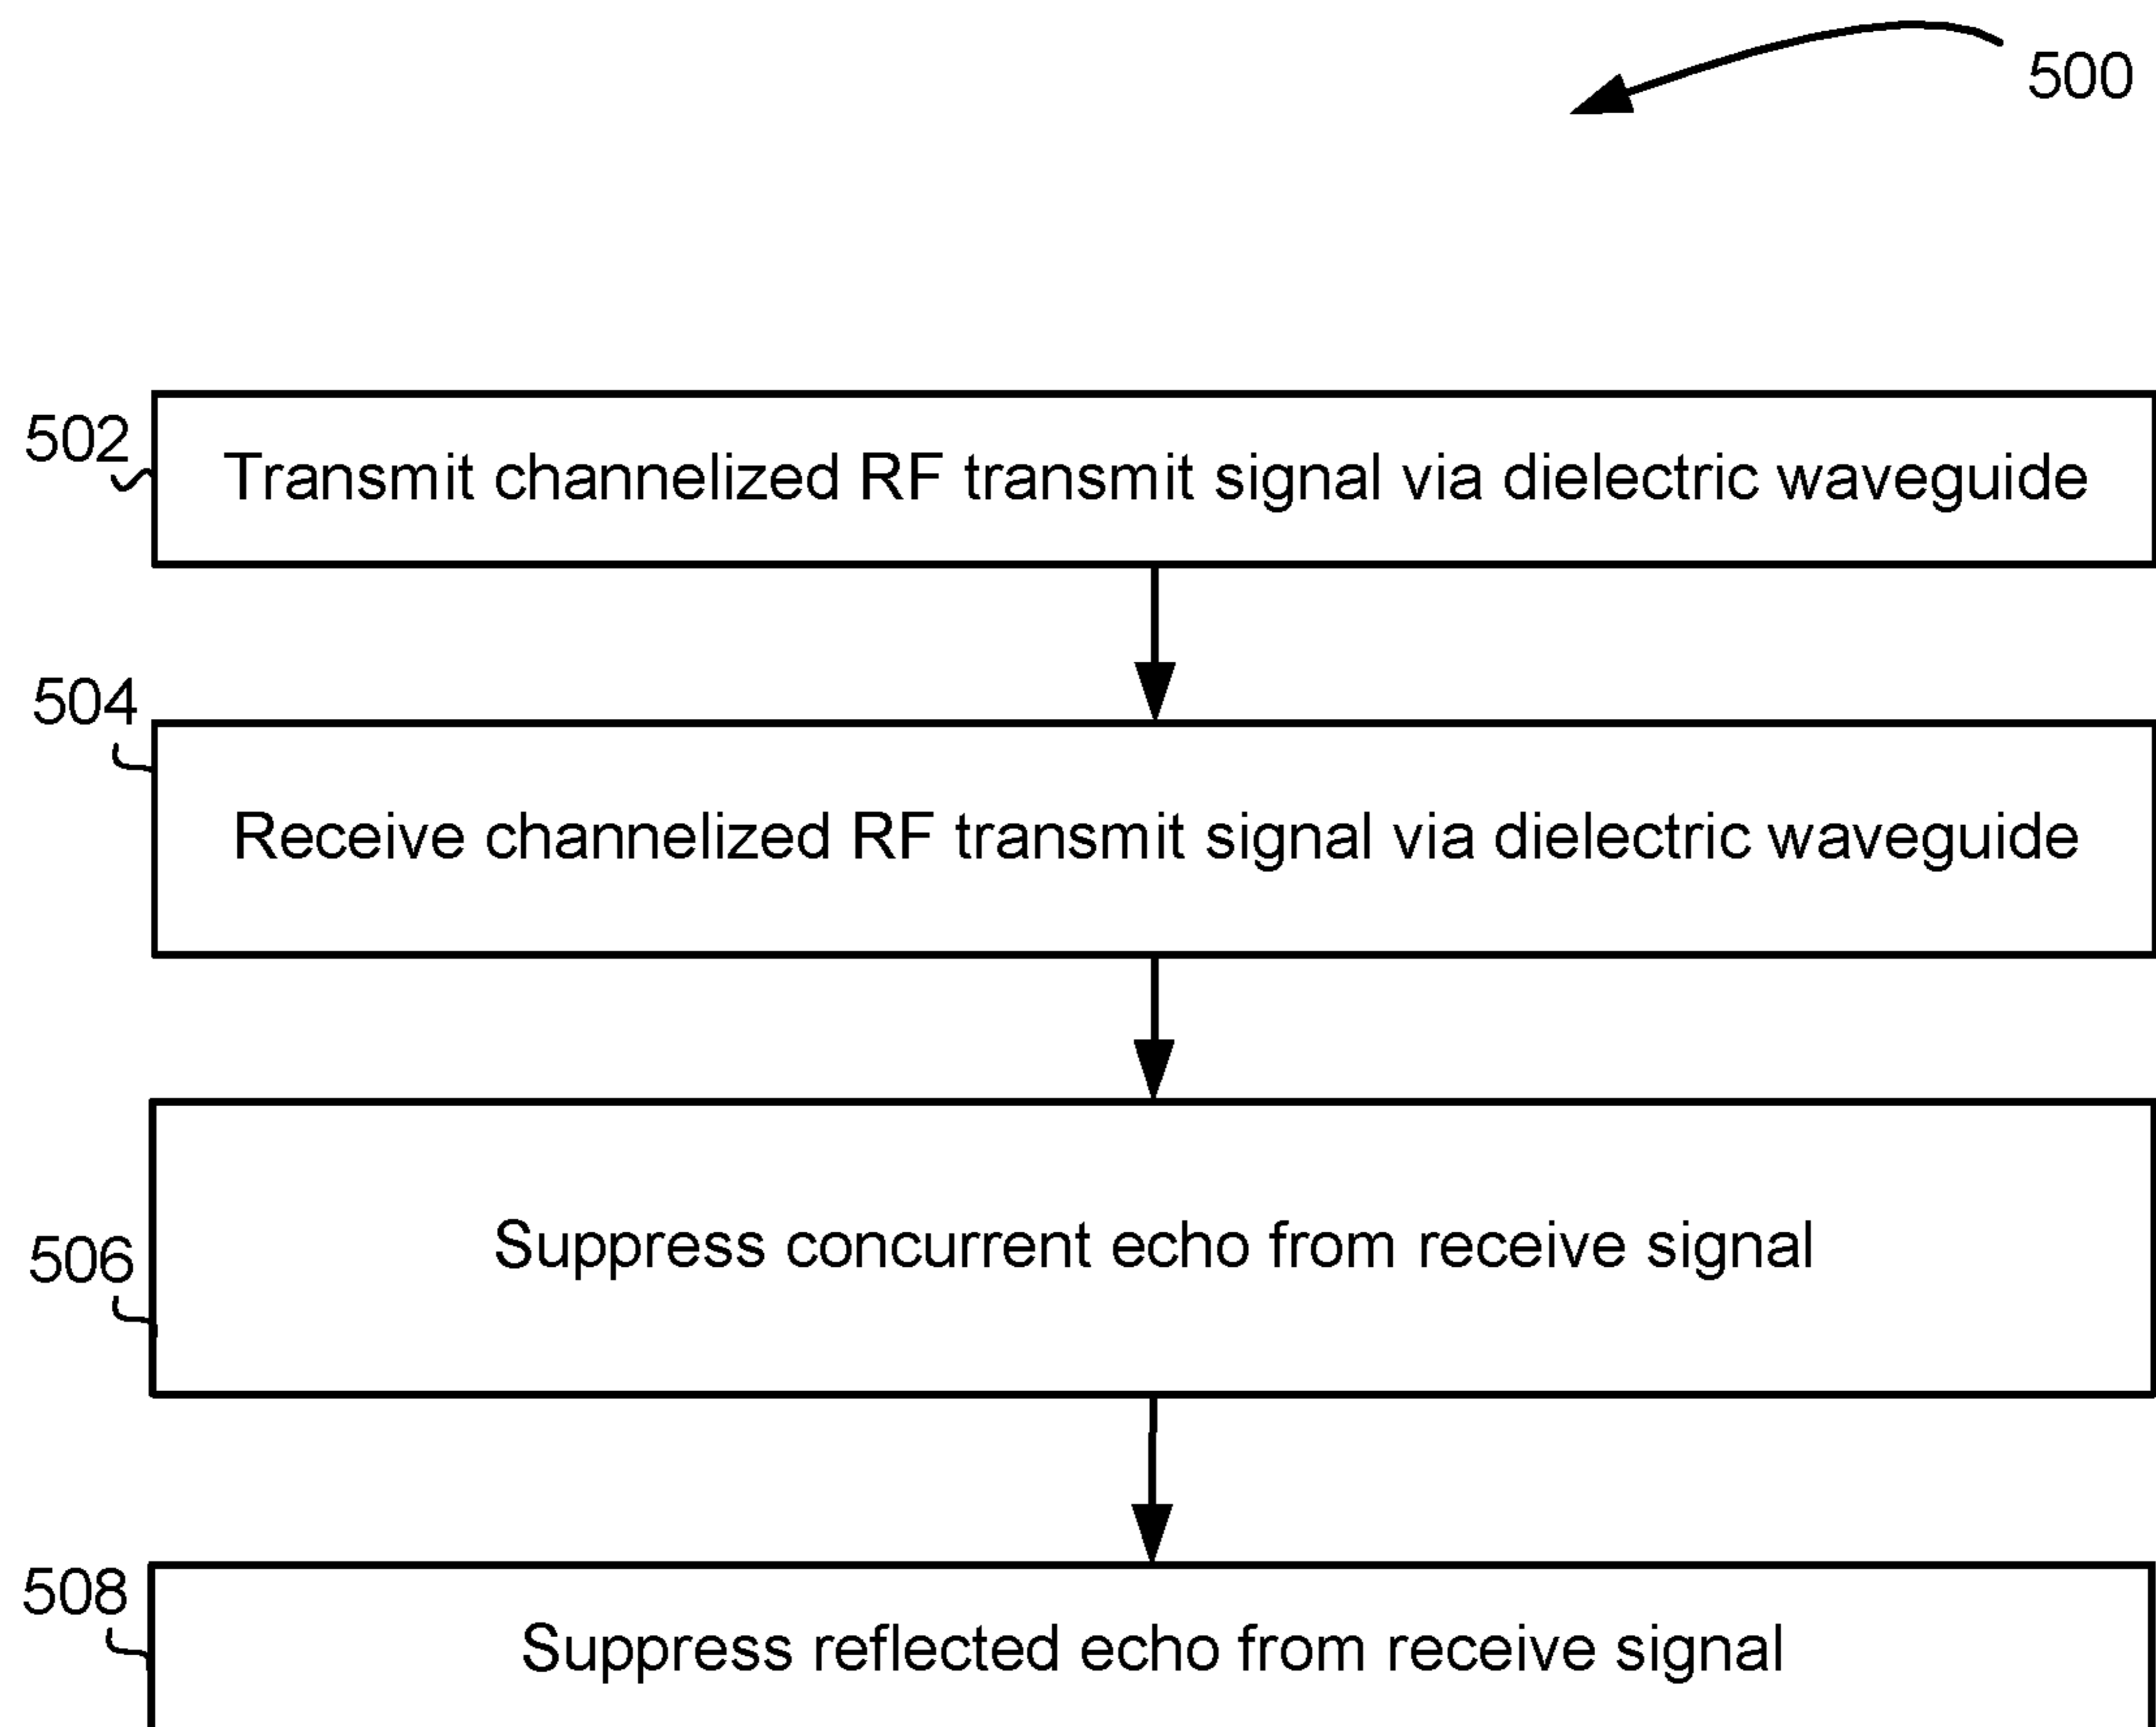 500
502
Transmit channelized RF transmit signal via dielectric waveguide
504
Receive channelized RF transmit signal via dielectric waveguide
506
Suppress concurrent echo from receive signal
508
Suppress reflected echo from receive signal